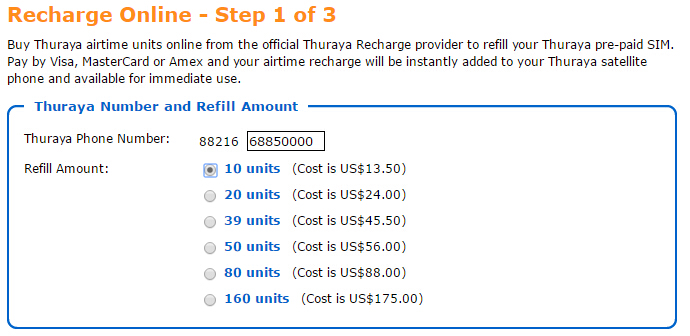 Recharge Online - Step 1 of 3
Buy Thuraya airtime units online from the official Thuraya Recharge provider to refill your Thuraya pre-paid SIM.
Pay by Visa, MasterCard or Amex and your airtime recharge will be instantly added to your Thuraya satellite
phone and available for immediate use.
Thuraya Number and Refill Amount
Thuraya Phone Number: 88216 68850000
Refill Amount: 10 units (Cost is US$13.50)
20 units (Cost is US$24.00)
39 units (Cost is US$45.50)
50 units (Cost is US$56.00)
80 units (Cost is US$88.00)
160 units (Cost is US$175.00)